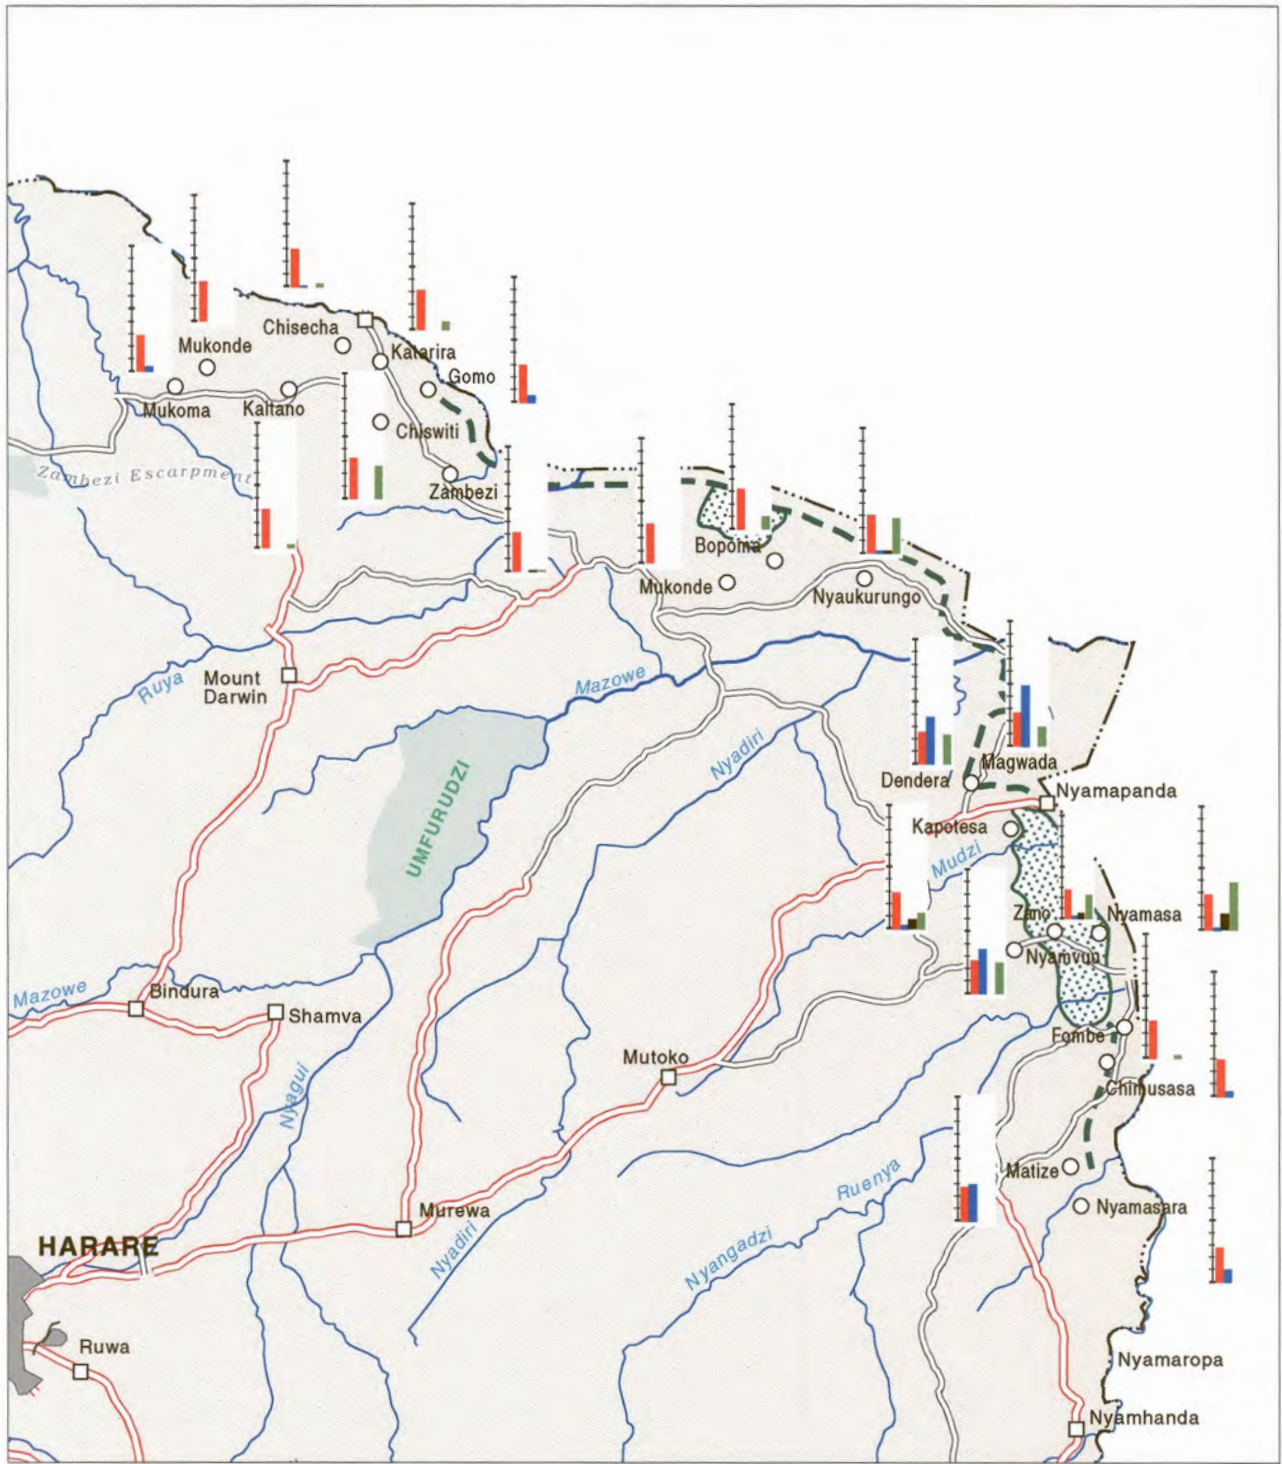 Chisecha
Mukonde
Katarira
Gomo
Mukoma
Kaitano
Chiswiti
Zambezi Escarpment
Zambezi
Bopoma
Mukonde
Nyaukurungo
Ruya
Mount
Darwin
Mazowe
Nyadiri
Magwada
Dendera
Nyamapanda
Kapotesa
UMFURUDZI
Mudzi
Zano
Nyamasa
Nyamvuu
Mazowe
Bindura
Shamva
Fombe
Mutoko
Chimusasa
Nyagui
Matize
Ruenya
Nyamasara
Murewa
HARARE
Nyadiri
Nyangadzi
Ruwa
Nyamaropa
Nyamhanda